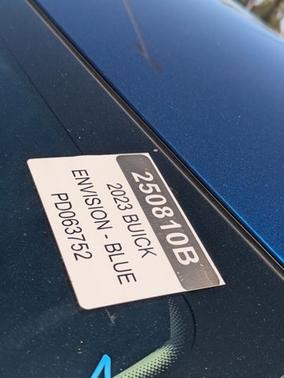 250810B
2023 BUICK
ENVISION - BLUE
PD063752